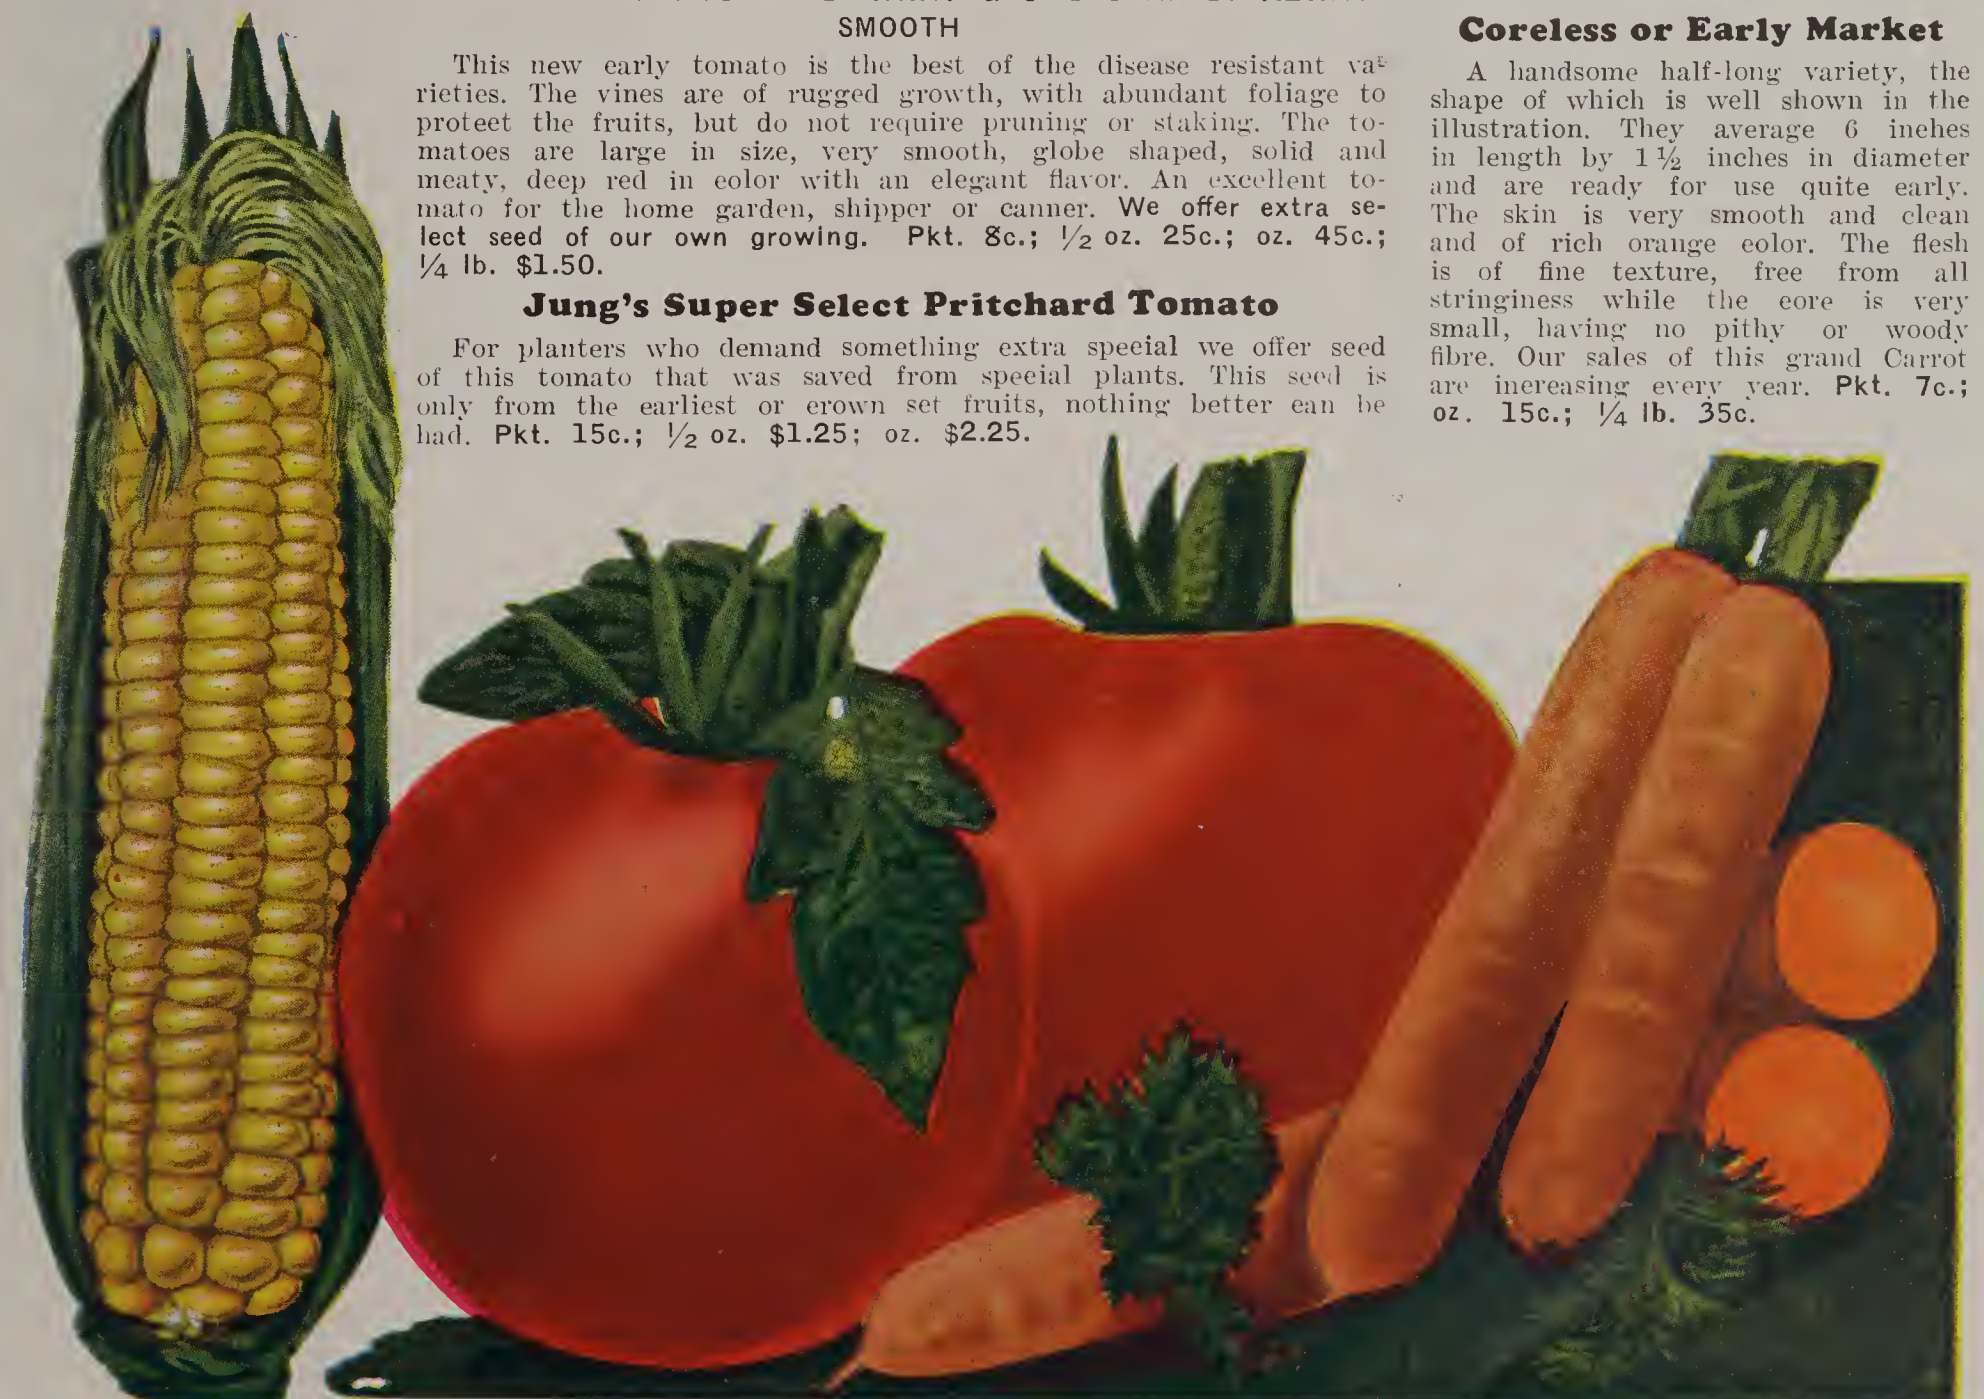 SMOOTH
This new early tomato is the best of the disease resistant va-
rieties. The vines are of rugged growth, with abundant foliage to
protect the fruits, but do not require pruning or staking. The to-
matoes are large in size, very smooth, globe shaped, solid and
meaty, deep red in color with an elegant flavor. An excellent to-
mato for the home garden, shipper or canner. We offer extra se-
lect seed of our own growing. Pkt. 8c.; ½ oz. 25c.; oz. 45c.;
¼ lb. $1.50.
Jung's Super Select Pritchard Tomato
For planters who demand something extra special we offer seed
of this tomato that was saved from special plants. This seed is
only from the earliest or crown set fruits, nothing better can be
had. Pkt. 15c.; ½ oz. $1.25; oz. $2.25.
Coreless or Early Market
A handsome half-long variety, the
shape of which is well shown in the
illustration. They average 6 inches
in length by 1½ inches in diameter
and are ready for use quite early.
The skin is very smooth and clean
and of rich orange color. The flesh
is of fine texture, free from all
stringiness while the core is very
small, having no pithy or woody
fibre. Our sales of this grand Carrot
are increasing every year. Pkt. 7c.;
oz. 15c.; ¼ lb. 35c.